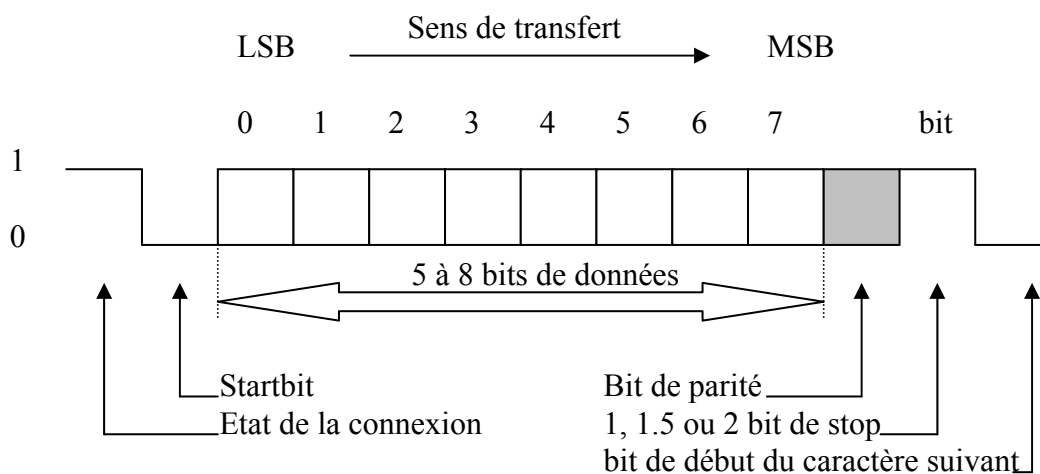 Sens de transfert
LSB MSB
0 1 2 3 4 5 6 7 bit
1
0
5 à 8 bits de données
Startbit
Etat de la connexion
Bit de parité
1, 1.5 ou 2 bit de stop
bit de début du caractère suivant